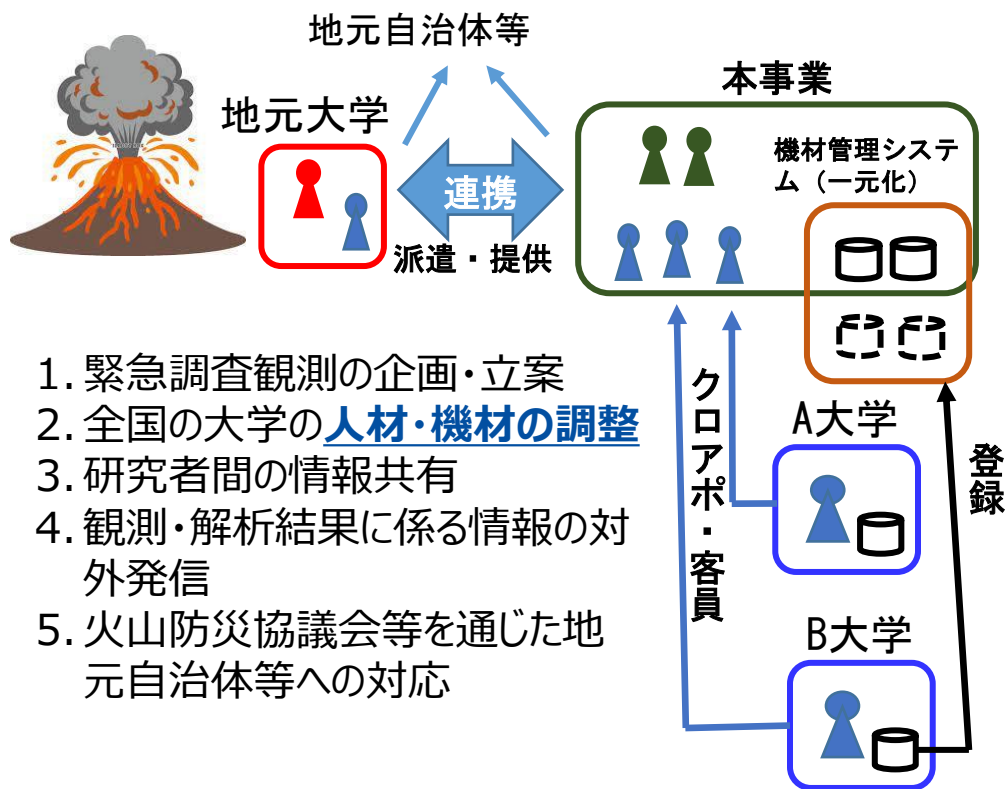 地元自治体等
本事業
地元大学
機材管理システ
ム（一元化）
連携
派遣・提供
1. 緊急調査観測の企画・立案
2. 全国の大学の人材・機材の調整
3. 研究者間の情報共有
4. 観測・解析結果に係る情報の対
外発信
5. 火山防災協議会等を通じた地
元自治体等への対応
クロアポ・客員
A大学
登録
B大学